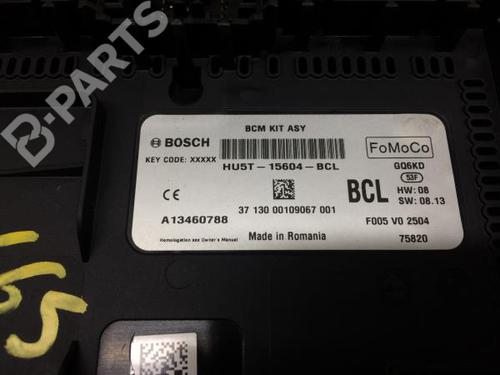 B-PARTS
BCM KIT ASY
BOSCH
KEY CODE: XXXXX
HU5T-15604-BCL
FoMoCo
GQ6KD
53F
BCL
HW: 08
SW: 08.13
CE
37 130 00109067 001
A13460788
F005 V0 2504
Homologation see Owner's Manual
Made in Romania
75820